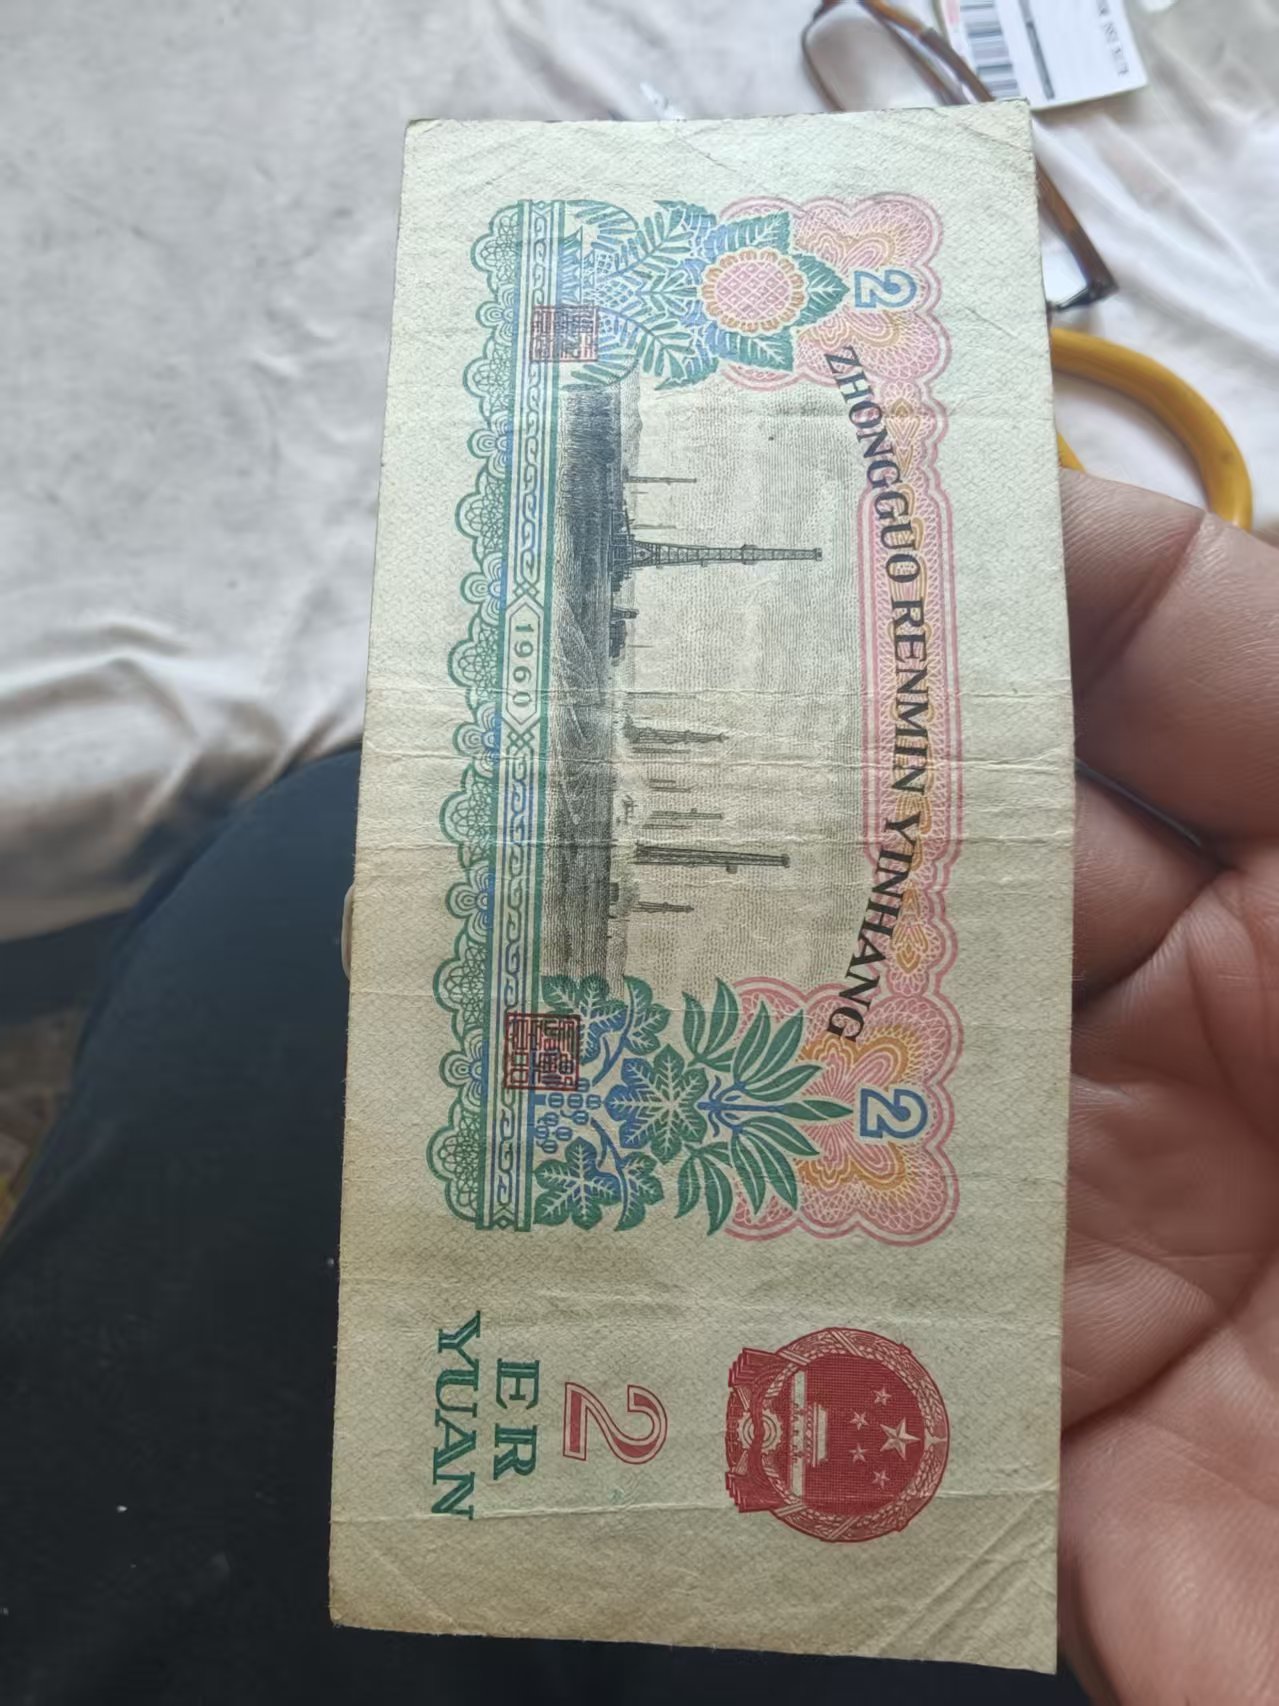 ZHONGGUO RENMIN YINHANG
2
2
1960
2
ER
YUAN